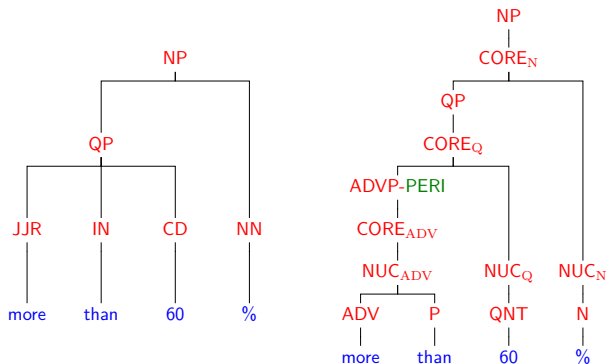 NP
QP
JJR IN CD NN
more than 60 %
NP
CORE_N
QP
CORE_Q
ADVP-PERI
CORE_ADV
NUC_ADV NUC_Q NUC_N
ADV P QNT N
more than 60 %